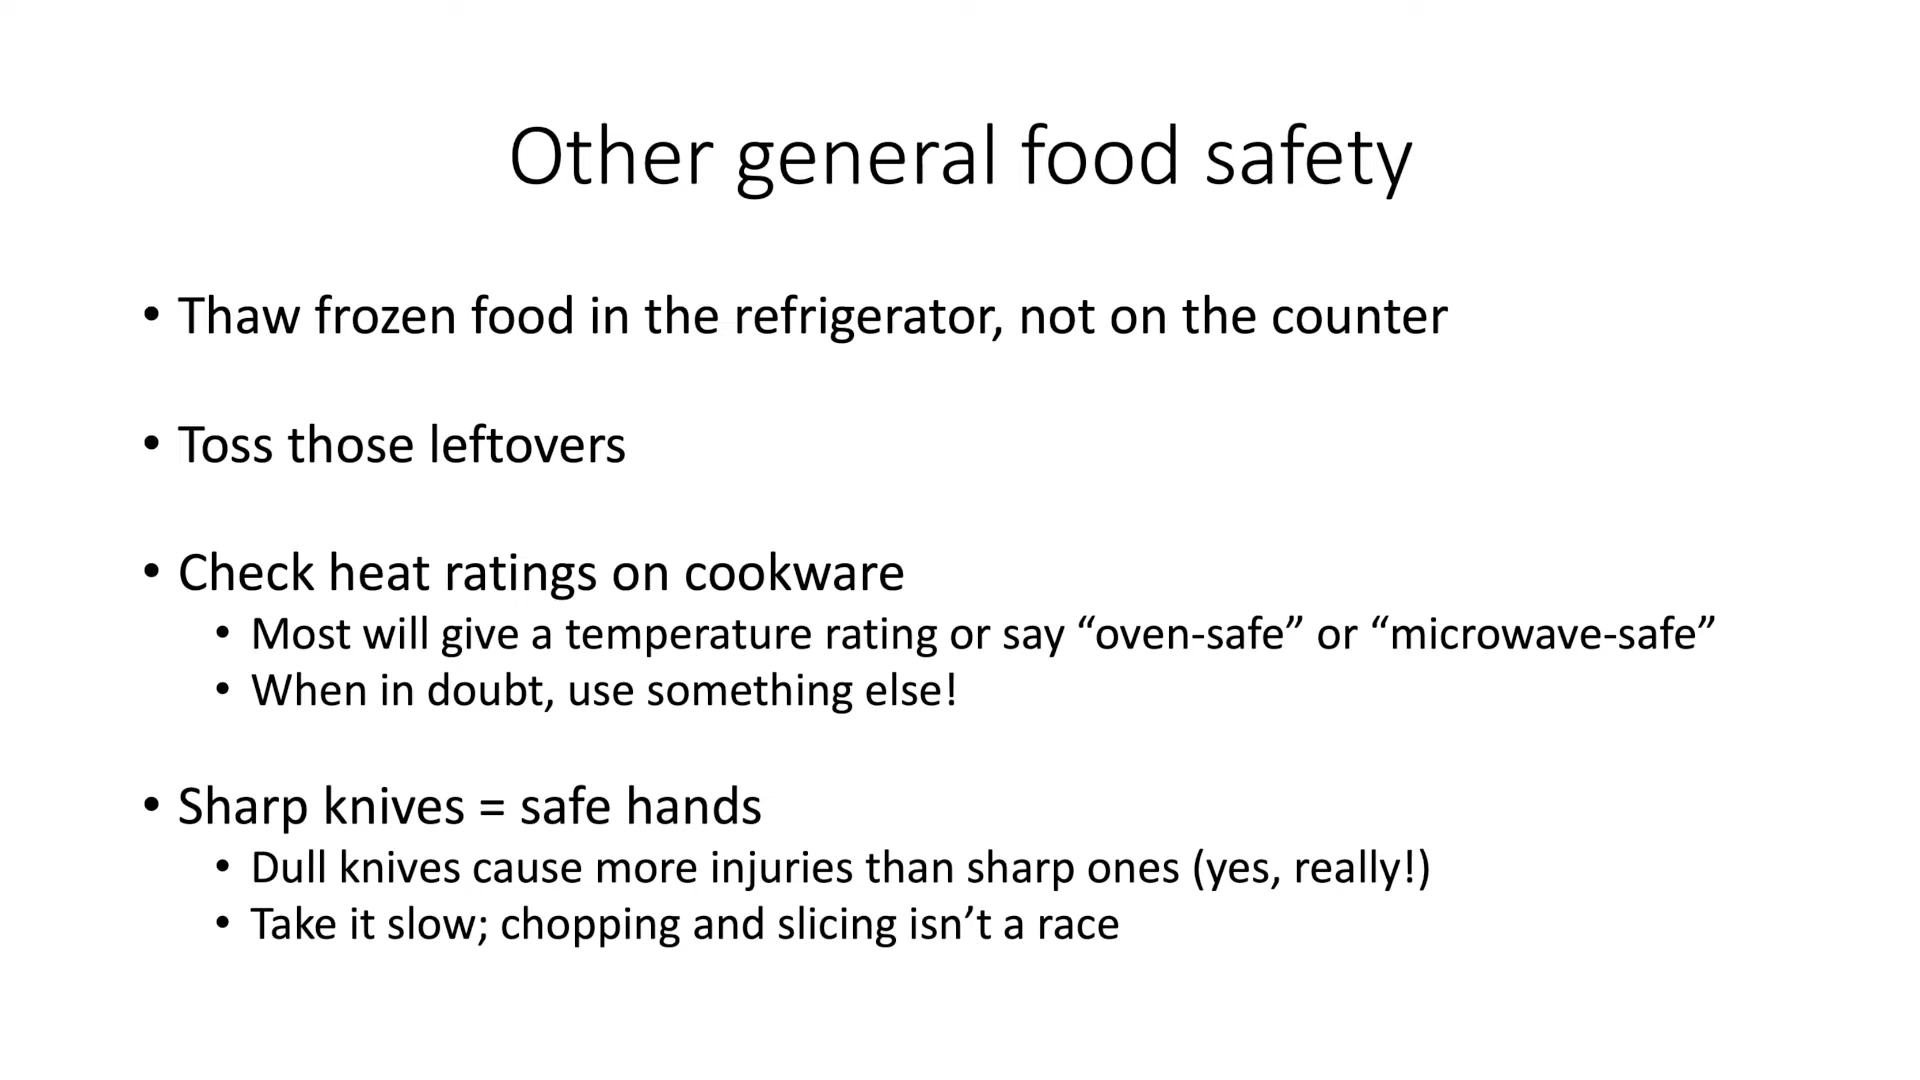 Other general food safety
• Thaw frozen food in the refrigerator, not on the counter
• Toss those leftovers
• Check heat ratings on cookware
• Most will give a temperature rating or say “oven-safe” or “microwave-safe”
• When in doubt, use something else!
• Sharp knives = safe hands
• Dull knives cause more injuries than sharp ones (yes, really!)
• Take it slow; chopping and slicing isn’t a race